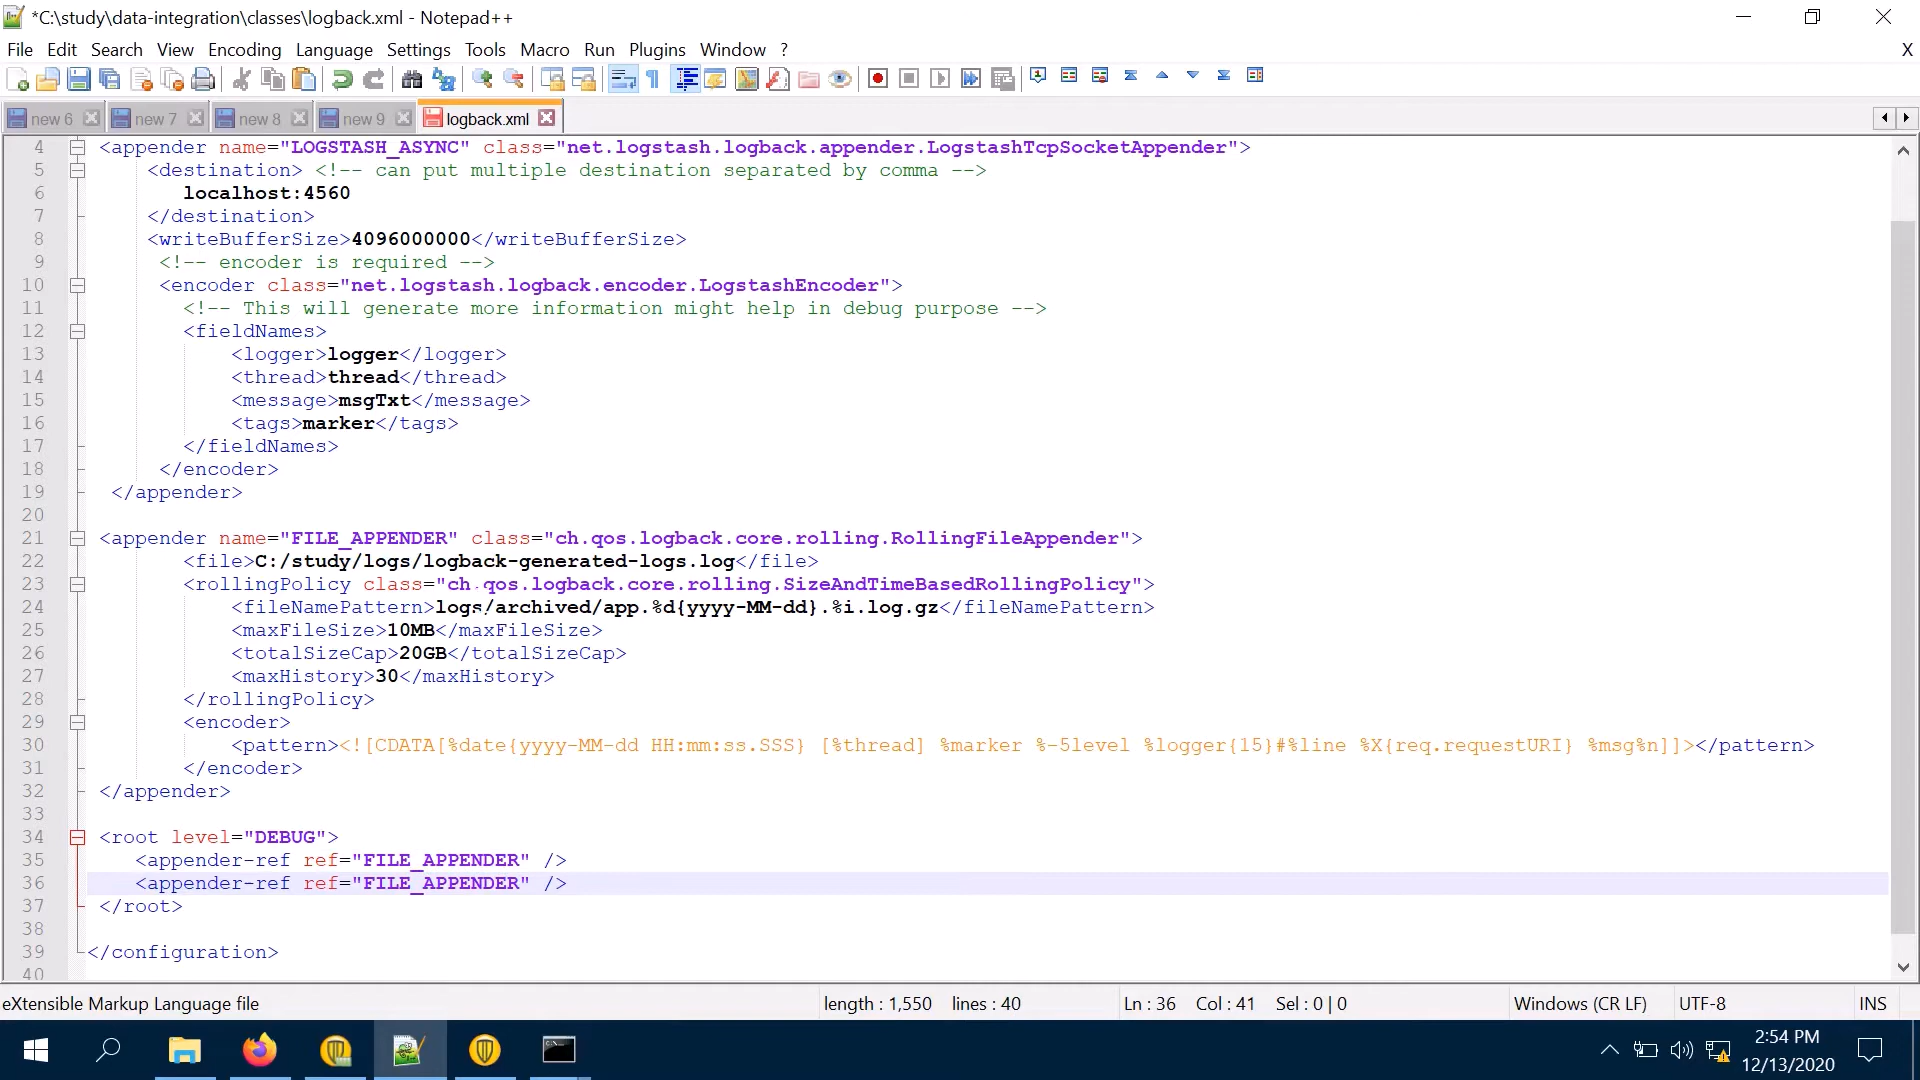 *C:\study\data-integration\classes\logback.xml - Notepad++
File Edit Search View Encoding Language Settings Tools Macro Run Plugins Window ? X
new 6 new 7 new 8 new 9 logback.xml
4 <appender name="LOGSTASH_ASYNC" class="net.logstash.logback.appender.LogstashTcpSocketAppender">
5 <destination> <!-- can put multiple destination separated by comma -->
6 localhost:4560
7 </destination>
8 <writeBufferSize>4096000000</writeBufferSize>
9 <!-- encoder is required -->
10 <encoder class="net.logstash.logback.encoder.LogstashEncoder">
11 <!-- This will generate more information might help in debug purpose -->
12 <fieldNames>
13 <logger>logger</logger>
14 <thread>thread</thread>
15 <message>msgTxt</message>
16 <tags>marker</tags>
17 </fieldNames>
18 </encoder>
19 </appender>
20
21 <appender name="FILE_APPENDER" class="ch.qos.logback.core.rolling.RollingFileAppender">
22 <file>C:/study/logs/logback-generated-logs.log</file>
23 <rollingPolicy class="ch.qos.logback.core.rolling.SizeAndTimeBasedRollingPolicy">
24 <fileNamePattern>logs/archived/app.%d{yyyy-MM-dd}.%i.log.gz</fileNamePattern>
25 <maxFileSize>10MB</maxFileSize>
26 <totalSizeCap>20GB</totalSizeCap>
27 <maxHistory>30</maxHistory>
28 </rollingPolicy>
29 <encoder>
30 <pattern><![CDATA[%date{yyyy-MM-dd HH:mm:ss.SSS} [%thread] %marker %-5level %logger{15}#%line %X{req.requestURI} %msg%n]]></pattern>
31 </encoder>
32 </appender>
33
34 <root level="DEBUG">
35 <appender-ref ref="FILE_APPENDER" />
36 <appender-ref ref="FILE_APPENDER" />
37 </root>
38
39 </configuration>
40
eXtensible Markup Language file length : 1,550 lines : 40 Ln : 36 Col : 41 Sel : 0 | 0 Windows (CR LF) UTF-8 INS
2:54 PM
12/13/2020